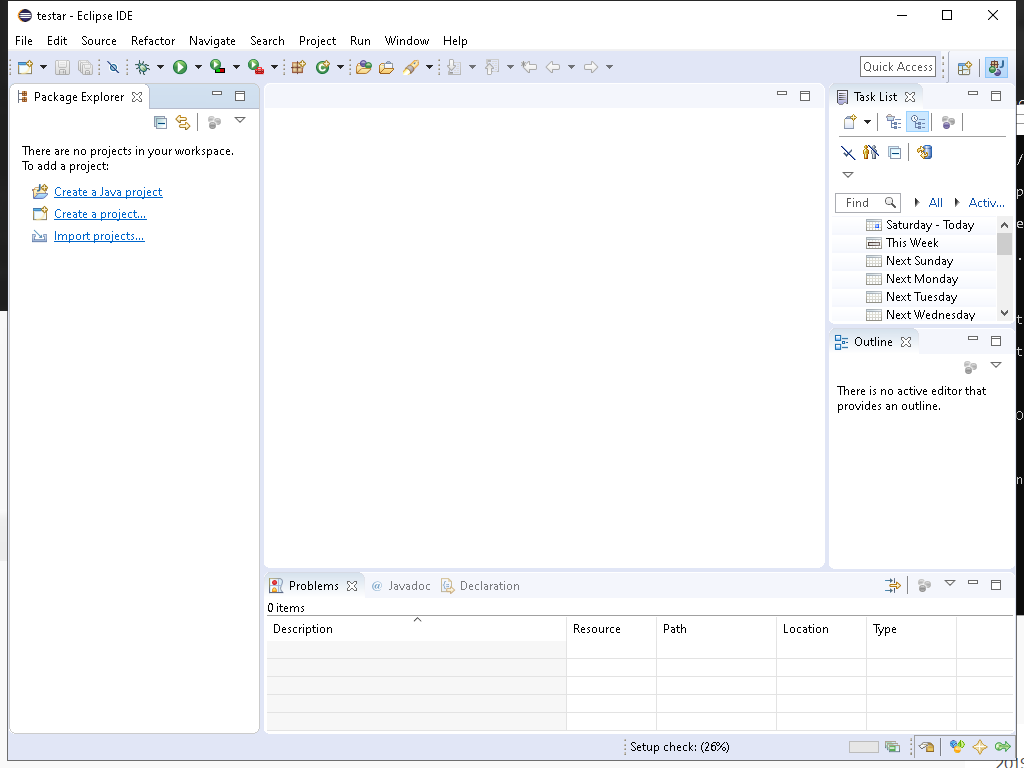 testar - Eclipse IDE
File Edit Source Refactor Navigate Search Project Run Window Help
Quick Access
Package Explorer
There are no projects in your workspace.
To add a project:
Create a Java project
Create a project...
Import projects...
Task List
Find All Activ...
Saturday - Today
This Week
Next Sunday
Next Monday
Next Tuesday
Next Wednesday
Outline
There is no active editor that
provides an outline.
Problems @ Javadoc Declaration
0 items
Description Resource Path Location Type
Setup check: (26%)